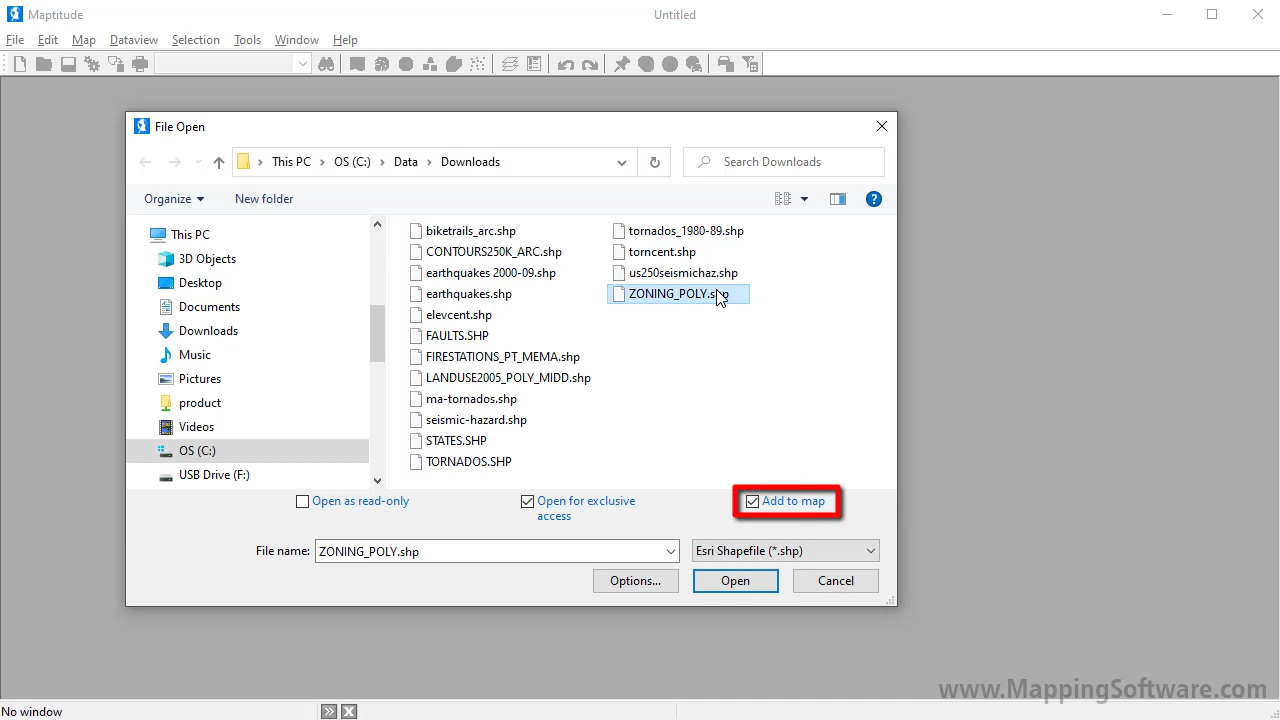 Maptitude
Untitled
File Edit Map Dataview Selection Tools Window Help
File Open
This PC OS (C:) Data Downloads
Search Downloads
Organize New folder
This PC
3D Objects
Desktop
Documents
Downloads
Music
Pictures
product
Videos
OS (C:)
USB Drive (F:)
biketrails_arc.shp
CONTOURS250K_ARC.shp
earthquakes 2000-09.shp
earthquakes.shp
elevcent.shp
FAULTS.SHP
FIRESTATIONS_PT_MEMA.shp
LANDUSE2005_POLY_MIDD.shp
ma-tornados.shp
seismic-hazard.shp
STATES.SHP
TORNADOS.SHP
tornados_1980-89.shp
torncent.shp
us250seismichaz.shp
ZONING_POLY.shp
Open as read-only
Open for exclusive
access
Add to map
File name: ZONING_POLY.shp
Esri Shapefile (*.shp)
Options... Open Cancel
www.MappingSoftware.com
No window